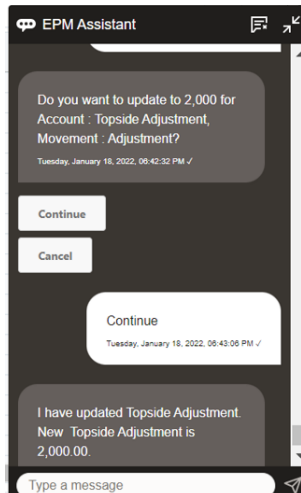 EPM Assistant
Do you want to update to 2,000 for
Account : Topside Adjustment,
Movement : Adjustment?
Tuesday, January 18, 2022, 06:42:32 PM ✓
Continue
Cancel
Continue
Tuesday, January 18, 2022, 06:43:06 PM ✓
I have updated Topside Adjustment.
New  Topside Adjustment is
2,000.00.
Type a message